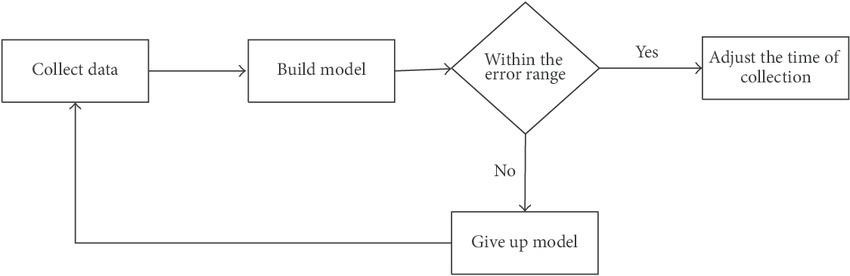 Collect data
Build model
Within the
error range
Yes
Adjust the time of
collection
No
Give up model